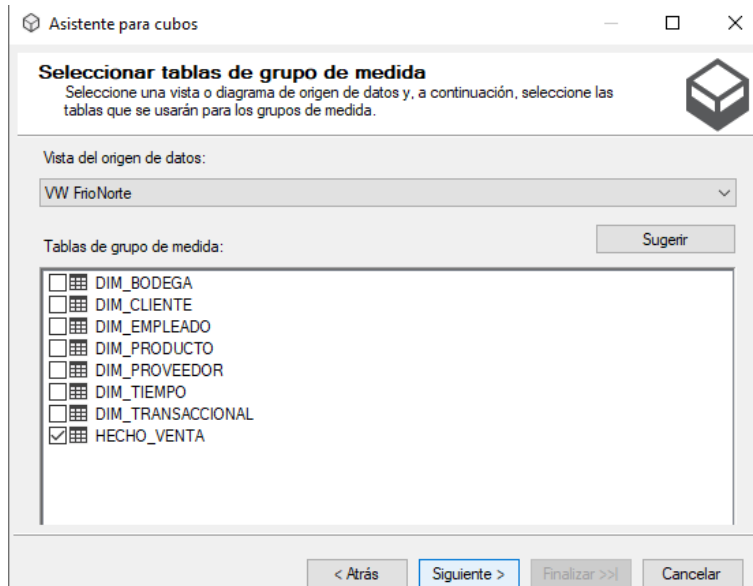 Asistente para cubos
Seleccionar tablas de grupo de medida
Seleccione una vista o diagrama de origen de datos y, a continuación, seleccione las
tablas que se usarán para los grupos de medida.
Vista del origen de datos:
VW FrioNorte
Sugerir
Tablas de grupo de medida:
DIM_BODEGA
DIM_CLIENTE
DIM_EMPLEADO
DIM_PRODUCTO
DIM_PROVEEDOR
DIM_TIEMPO
DIM_TRANSACCIONAL
HECHO_VENTA
< Atrás
Siguiente >
Finalizar >>|
Cancelar